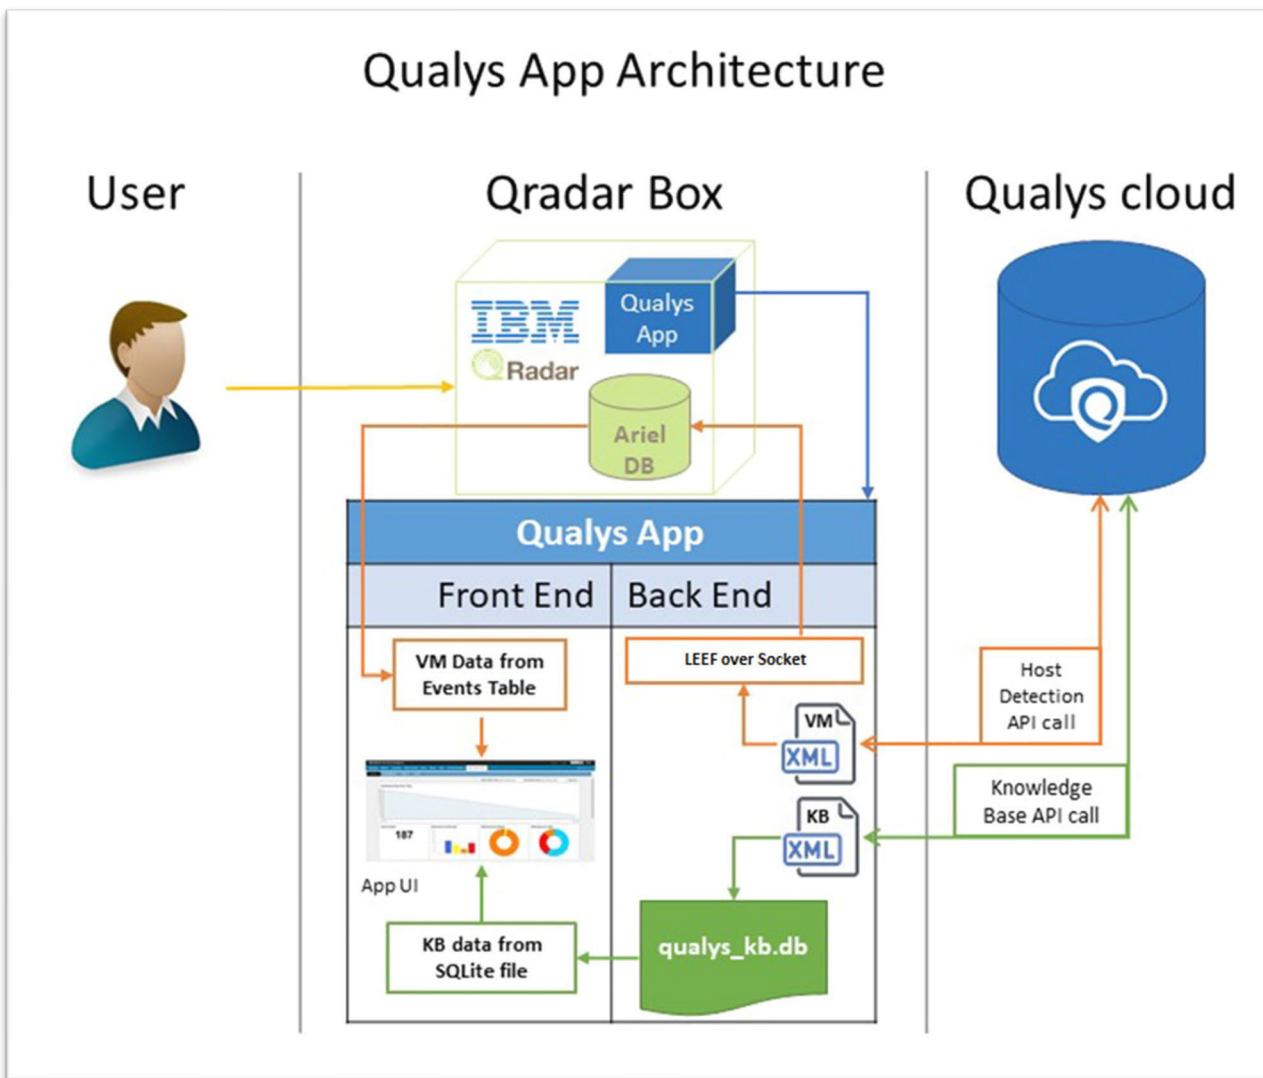 Qualys App Architecture
User
Qradar Box
Qualys cloud
IBM
QRadar
Qualys
App
Ariel
DB
Qualys App
Front End
Back End
VM Data from
Events Table
LEEF over Socket
VM
XML
Host
Detection
API call
Knowledge
Base API call
KB
XML
187
App UI
KB data from
SQLite file
qualys_kb.db